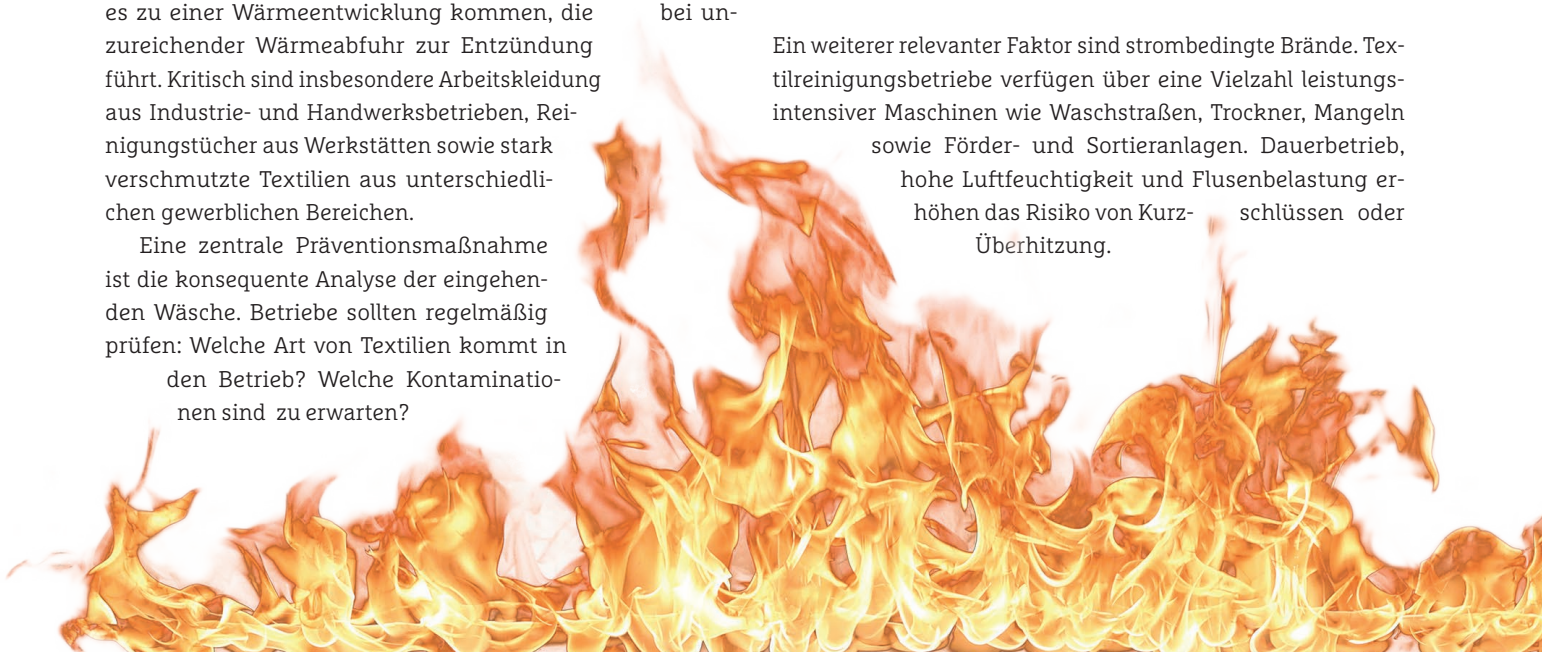 es zu einer Wärmeentwicklung kommen, die bei un-
zureichender Wärmeabfuhr zur Entzündung
führt. Kritisch sind insbesondere Arbeitskleidung
aus Industrie- und Handwerksbetrieben, Rei-
nigungstücher aus Werkstätten sowie stark
verschmutzte Textilien aus unterschiedli-
chen gewerblichen Bereichen.
Eine zentrale Präventionsmaßnahme
ist die konsequente Analyse der eingehen-
den Wäsche. Betriebe sollten regelmäßig
prüfen: Welche Art von Textilien kommt in
den Betrieb? Welche Kontaminatio-
nen sind zu erwarten?
Ein weiterer relevanter Faktor sind strombedingte Brände. Tex-
tilreinigungsbetriebe verfügen über eine Vielzahl leistungs-
intensiver Maschinen wie Waschstraßen, Trockner, Mangeln
sowie Förder- und Sortieranlagen. Dauerbetrieb,
hohe Luftfeuchtigkeit und Flusenbelastung er-
höhen das Risiko von Kurz- schlüssen oder
Überhitzung.